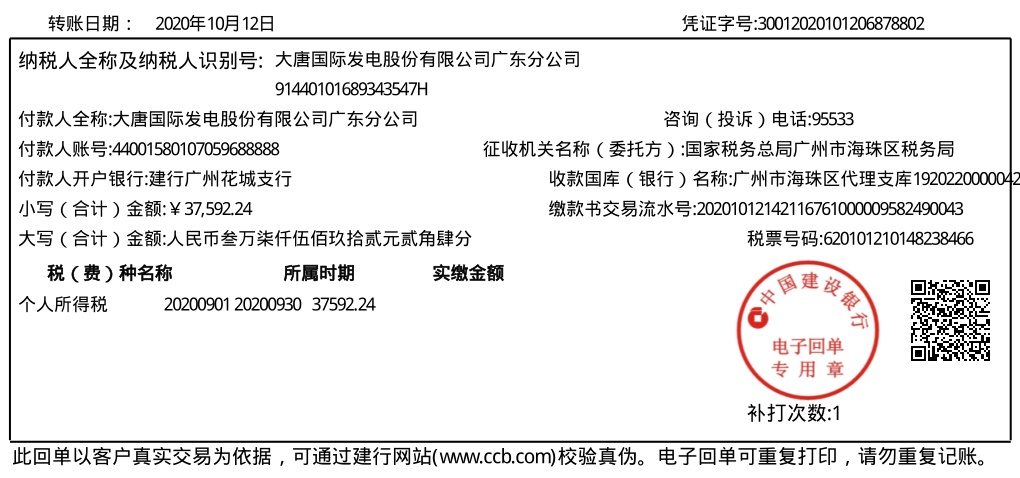 转账日期： 2020年10月12日 凭证字号:30012020101206878802
纳税人全称及纳税人识别号: 大唐国际发电股份有限公司广东分公司
91440101689343547H
付款人全称:大唐国际发电股份有限公司广东分公司 咨询（投诉）电话:95533
付款人账号:44001580107059688888 征收机关名称（委托方）:国家税务总局广州市海珠区税务局
付款人开户银行:建行广州花城支行 收款国库（银行）名称:广州市海珠区代理支库192022000004２
小写（合计）金额:￥37,592.24 缴款书交易流水号:2020101214211676100000958249004３
大写（合计）金额:人民币叁万柒仟伍佰玖拾贰元贰角肆分 税票号码:620101210148238466
税（费）种名称 所属时期 实缴金额
个人所得税 20200901 20200930 37592.24
中国建设银行
电子回单
专用章
补打次数:1
此回单以客户真实交易为依据，可通过建行网站(www.ccb.com)校验真伪。电子回单可重复打印，请勿重复记账。